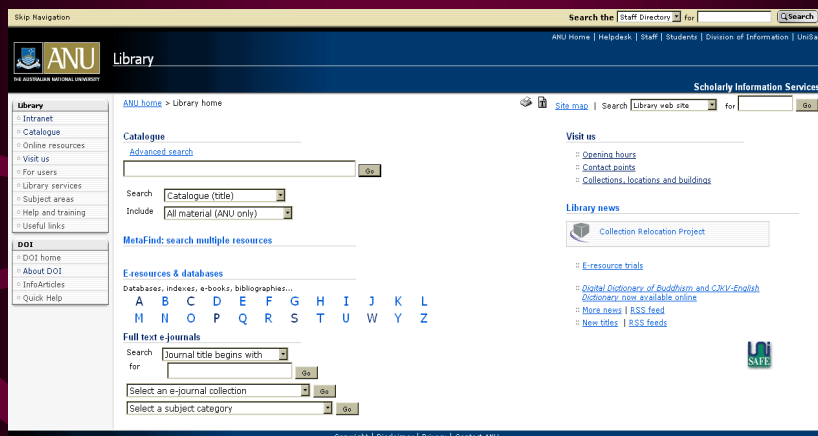 Skip Navigation
Search the Staff Directory for Search
ANU Home | Helpdesk | Staff | Students | Division of Information | UniSa
ANU
THE AUSTRALIAN NATIONAL UNIVERSITY
Library
Scholarly Information Services
Library
Intranet
Catalogue
Online resources
Visit us
For users
Library services
Subject areas
Help and training
Useful links
DOI
DOI home
About DOI
InfoArticles
Quick Help
ANU home > Library home
Site map | Search Library web site for Go
Catalogue
Advanced search
Go
Search Catalogue (title)
Include All material (ANU only)
MetaFind: search multiple resources
E-resources & databases
Databases, indexes, e-books, bibliographies...
A B C D E F G H I J K L
M N O P Q R S T U W Y Z
Full text e-journals
Search Journal title begins with
for Go
Select an e-journal collection Go
Select a subject category Go
Visit us
:: Opening hours
:: Contact points
:: Collections, locations and buildings
Library news
Collection Relocation Project
:: E-resource trials
:: Digital Dictionary of Buddhism and CJKV-English
Dictionary now available online
:: More news | RSS feed
:: New titles | RSS feeds
UNI
SAFE
Copyright | Disclaimer | Privacy | Contact ANU